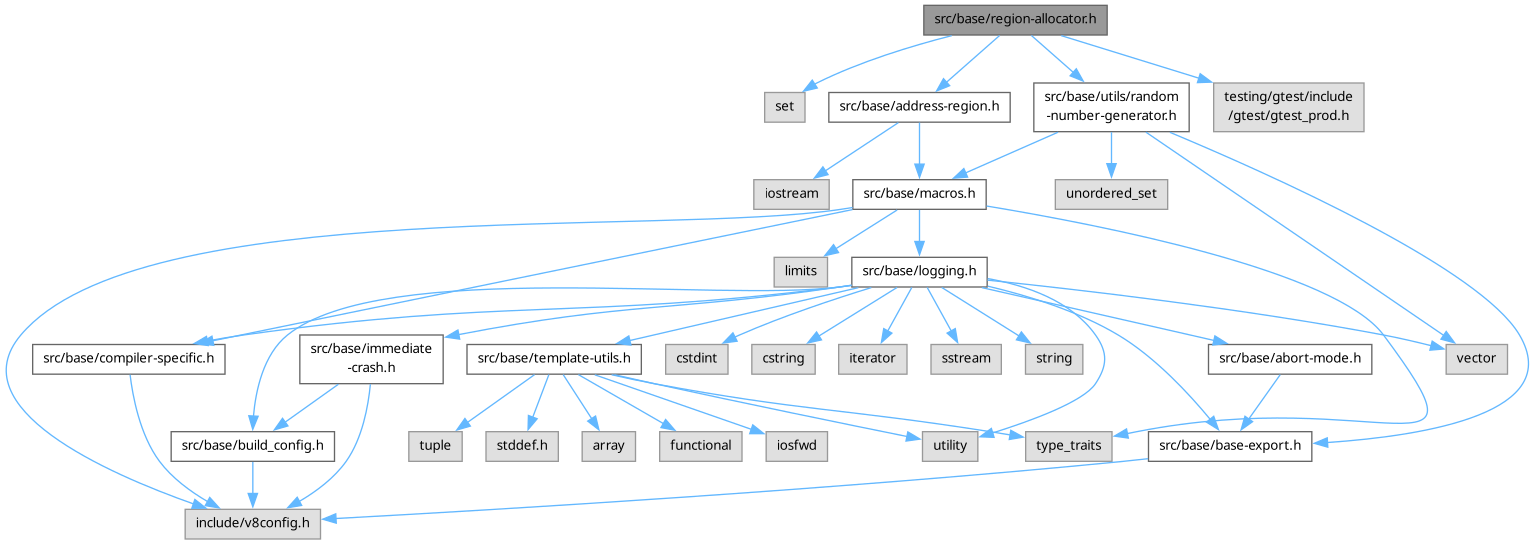 src/base/region-allocator.h
set
src/base/address-region.h
src/base/utils/random
-number-generator.h
testing/gtest/include
/gtest/gtest_prod.h
iostream
src/base/macros.h
unordered_set
limits
src/base/logging.h
src/base/compiler-specific.h
src/base/immediate
-crash.h
src/base/template-utils.h
cstdint
cstring
iterator
sstream
string
src/base/abort-mode.h
vector
src/base/build_config.h
tuple
stddef.h
array
functional
iosfwd
utility
type_traits
src/base/base-export.h
include/v8config.h